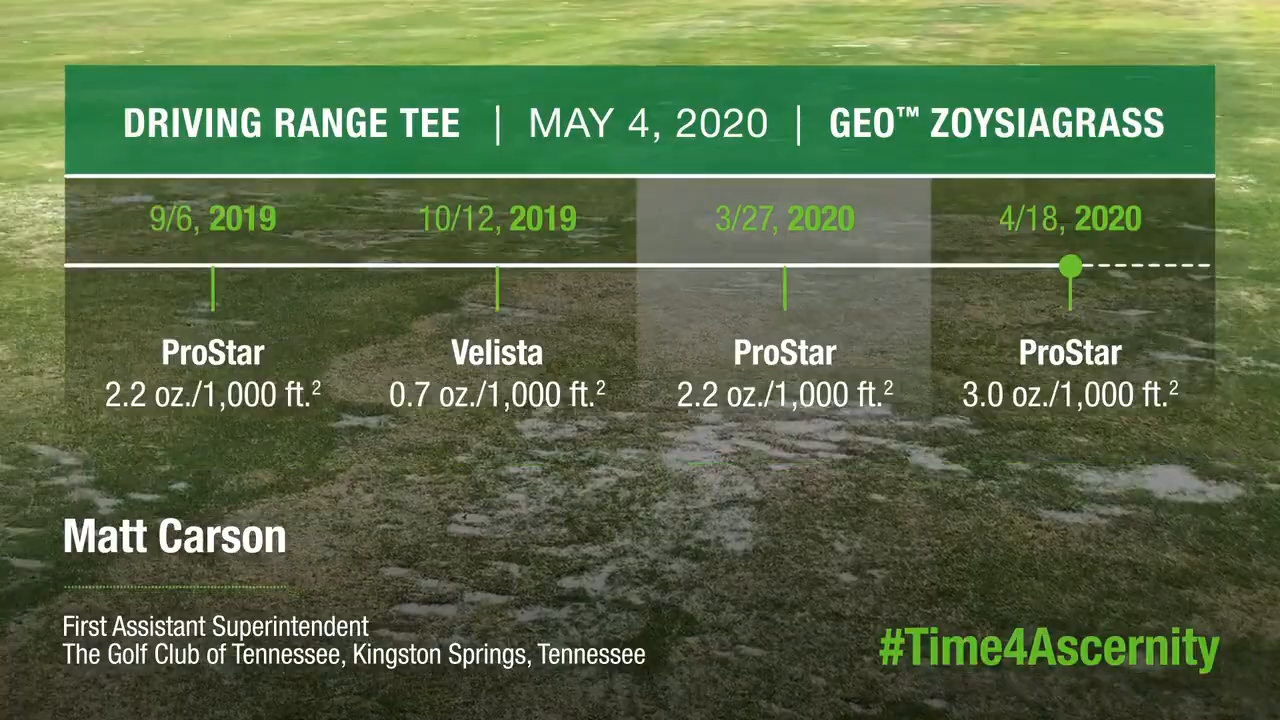 DRIVING RANGE TEE | MAY 4, 2020 | GEO™ ZOYSIAGRASS
9/6, 2019 10/12, 2019 3/27, 2020 4/18, 2020
ProStar Velista ProStar ProStar
2.2 oz./1,000 ft.² 0.7 oz./1,000 ft.² 2.2 oz./1,000 ft.² 3.0 oz./1,000 ft.²
Matt Carson
First Assistant Superintendent
The Golf Club of Tennessee, Kingston Springs, Tennessee
#Time4Ascernity